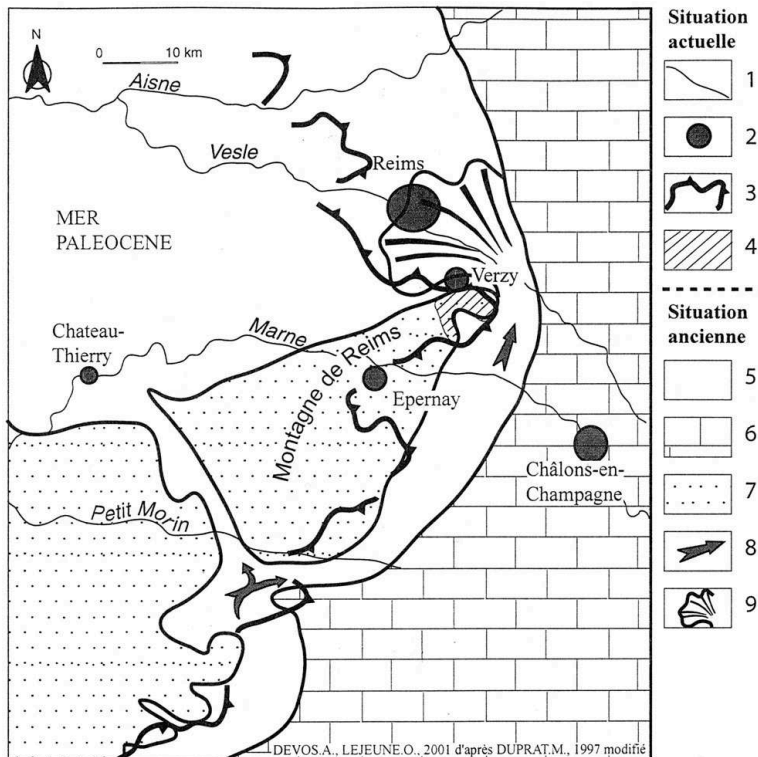 N
0 10 km
Aisne
Vesle
Reims
MER
PALEOCENE
Verzy
Chateau-
Thierry
Marne
Montagne de Reims
Epernay
Châlons-en-
Champagne
Petit Morin
DEVOS.A., LEJEUNE.O., 2001 d'après DUPRAT.M., 1997 modifié
Situation
actuelle
1
2
3
4
Situation
ancienne
5
6
7
8
9